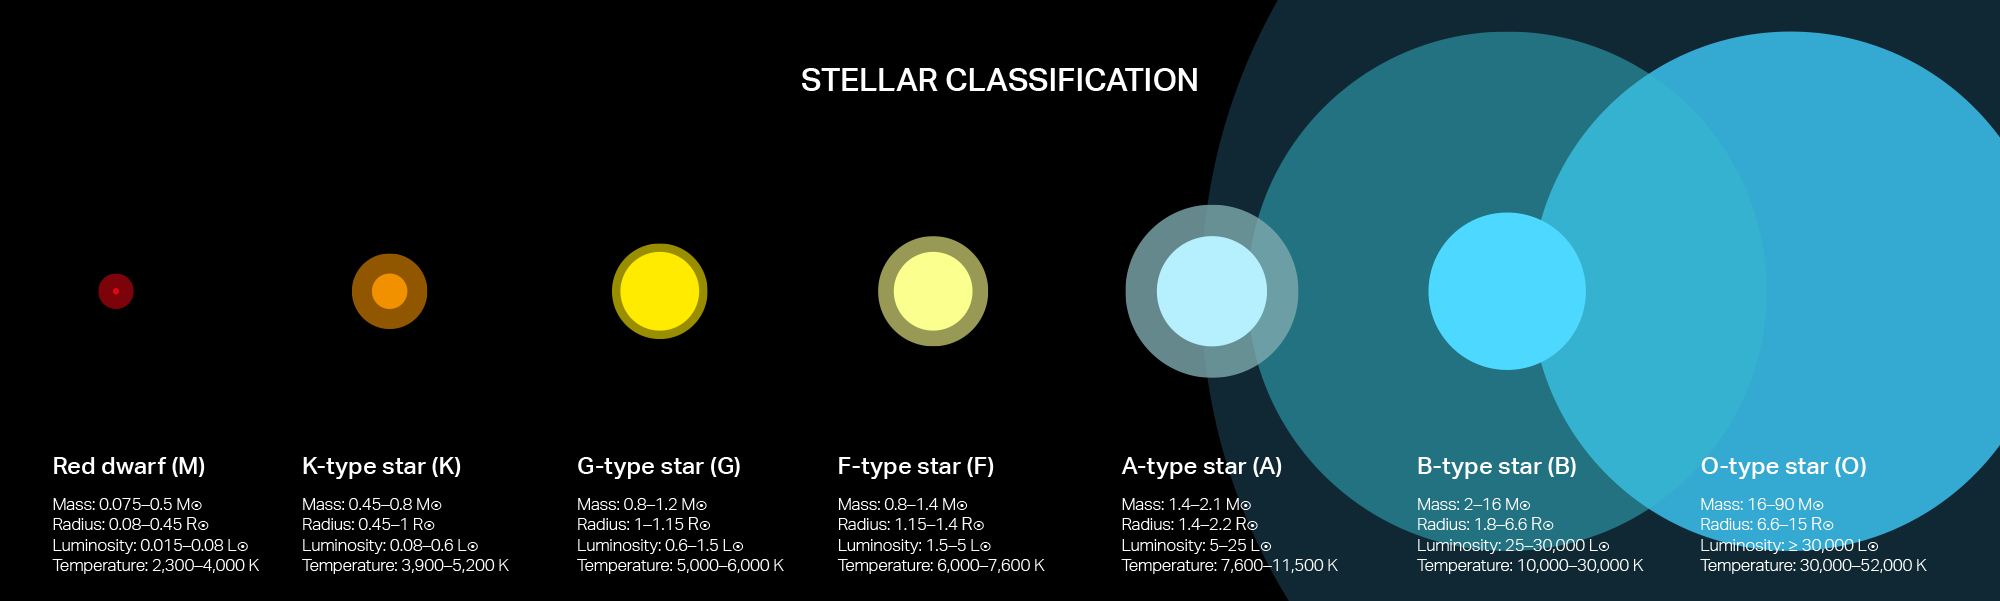 STELLAR CLASSIFICATION
Red dwarf (M)
Mass: 0.075–0.5 M☉
Radius: 0.08–0.45 R☉
Luminosity: 0.015–0.08 L☉
Temperature: 2,300–4,000 K
K-type star (K)
Mass: 0.45–0.8 M☉
Radius: 0.45–1 R☉
Luminosity: 0.08–0.6 L☉
Temperature: 3,900–5,200 K
G-type star (G)
Mass: 0.8–1.2 M☉
Radius: 1–1.15 R☉
Luminosity: 0.6–1.5 L☉
Temperature: 5,000–6,000 K
F-type star (F)
Mass: 0.8–1.4 M☉
Radius: 1.15–1.4 R☉
Luminosity: 1.5–5 L☉
Temperature: 6,000–7,600 K
A-type star (A)
Mass: 1.4–2.1 M☉
Radius: 1.4–2.2 R☉
Luminosity: 5–25 L☉
Temperature: 7,600–11,500 K
B-type star (B)
Mass: 2–16 M☉
Radius: 1.8–6.6 R☉
Luminosity: 25–30,000 L☉
Temperature: 10,000–30,000 K
O-type star (O)
Mass: 16–90 M☉
Radius: 6.6–15 R☉
Luminosity: ≥ 30,000 L☉
Temperature: 30,000–52,000 K